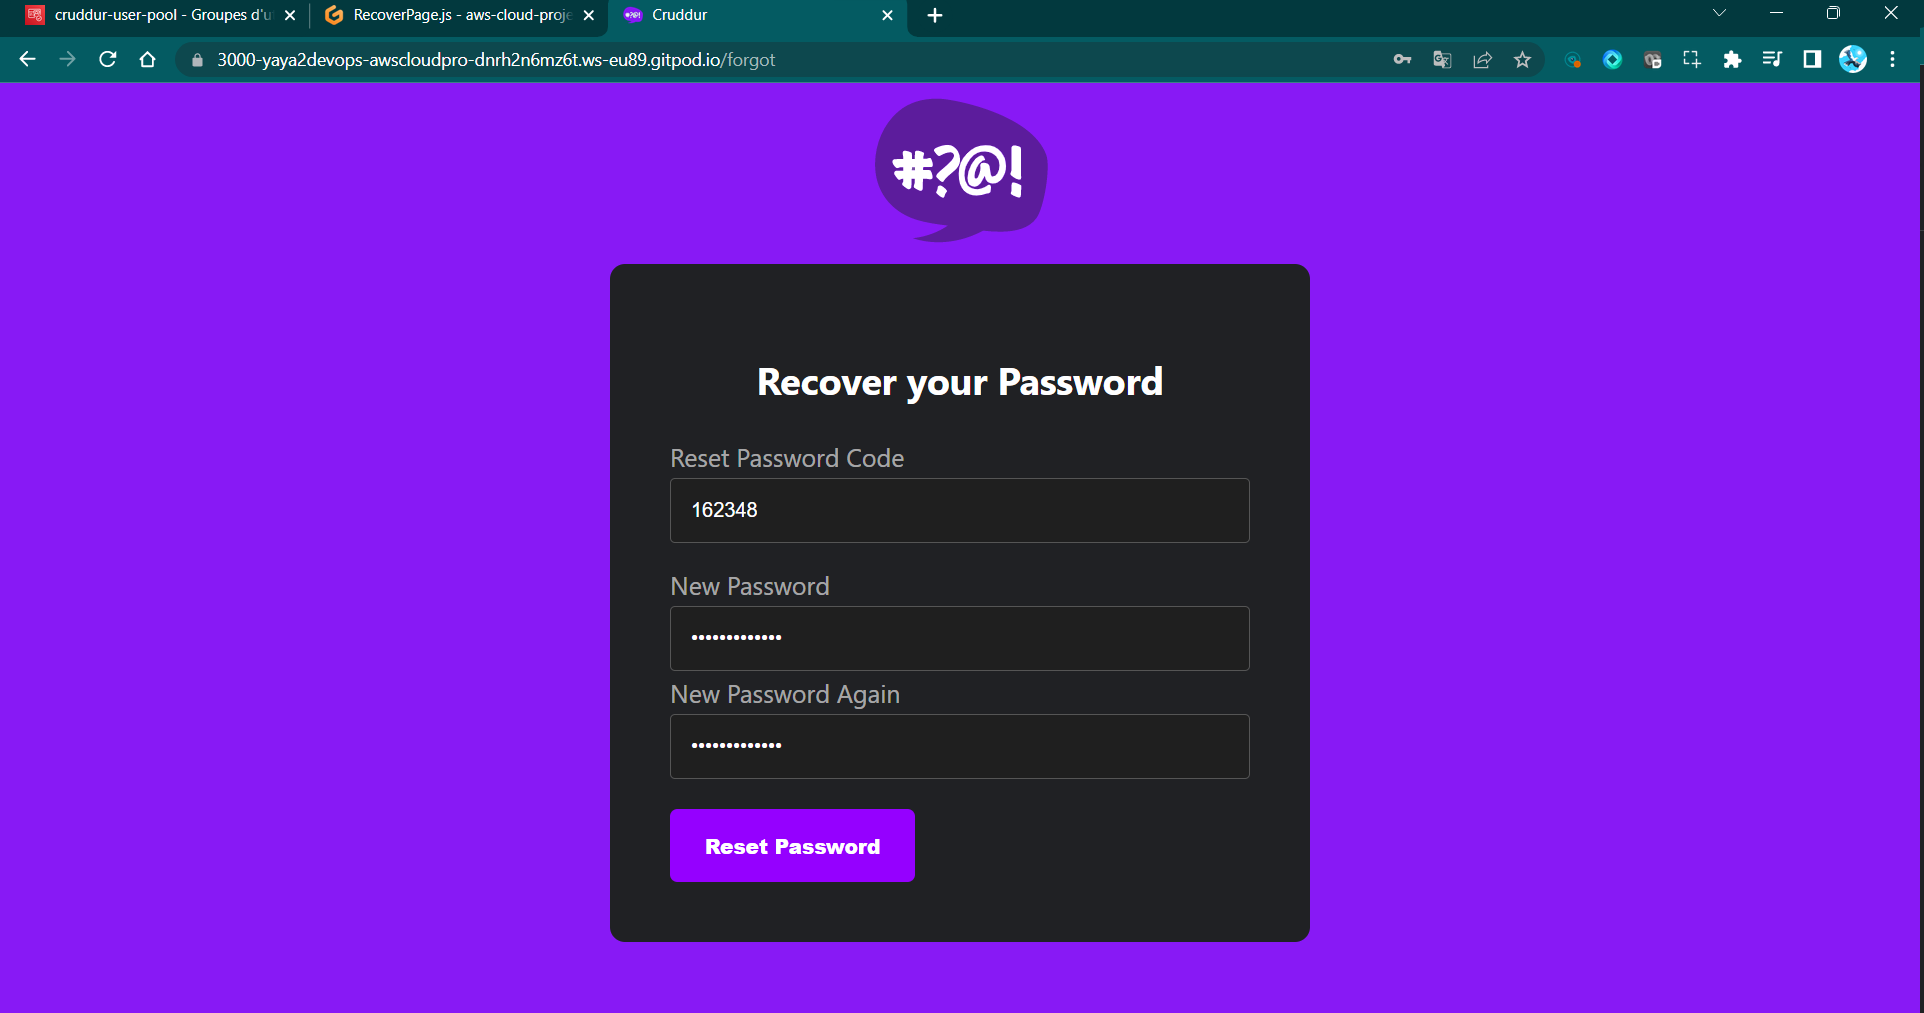 cruddur-user-pool - Groupes d'u
RecoverPage.js - aws-cloud-proje
Cruddur
3000-yaya2devops-awscloudpro-dnrh2n6mz6t.ws-eu89.gitpod.io/forgot
#?@!
Recover your Password
Reset Password Code
162348
New Password
•••••••••••••
New Password Again
•••••••••••••
Reset Password